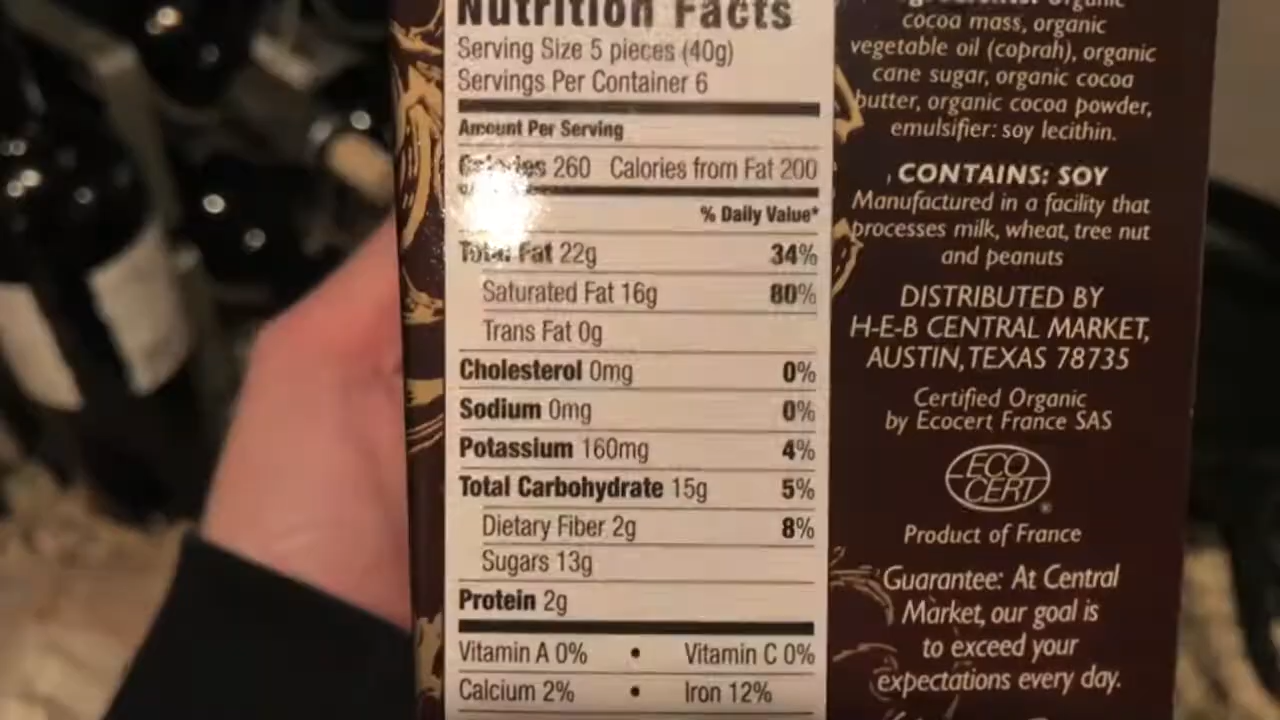 Nutrition Facts
Serving Size 5 pieces (40g)
Servings Per Container 6
Amount Per Serving
Calories 260 Calories from Fat 200
% Daily Value*
Total Fat 22g 34%
Saturated Fat 16g 80%
Trans Fat 0g
Cholesterol 0mg 0%
Sodium 0mg 0%
Potassium 160mg 4%
Total Carbohydrate 15g 5%
Dietary Fiber 2g 8%
Sugars 13g
Protein 2g
Vitamin A 0% • Vitamin C 0%
Calcium 2% • Iron 12%
cocoa mass, organic
vegetable oil (coprah), organic
cane sugar, organic cocoa
butter, organic cocoa powder,
emulsifier: soy lecithin.
CONTAINS: SOY
Manufactured in a facility that
processes milk, wheat, tree nut
and peanuts
DISTRIBUTED BY
H-E-B CENTRAL MARKET,
AUSTIN, TEXAS 78735
Certified Organic
by Ecocert France SAS
ECO
CERT
®
Product of France
Guarantee: At Central
Market, our goal is
to exceed your
expectations every day.